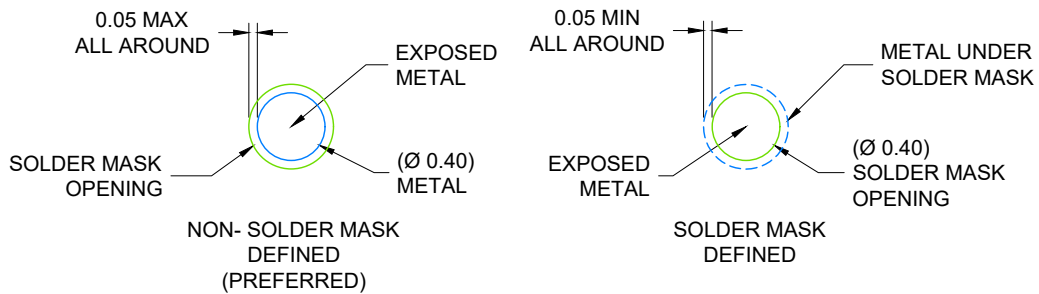 0.05 MAX
ALL AROUND
EXPOSED
METAL
SOLDER MASK
OPENING
(Ø 0.40)
METAL
NON- SOLDER MASK
DEFINED
(PREFERRED)
0.05 MIN
ALL AROUND
METAL UNDER
SOLDER MASK
EXPOSED
METAL
(Ø 0.40)
SOLDER MASK
OPENING
SOLDER MASK
DEFINED